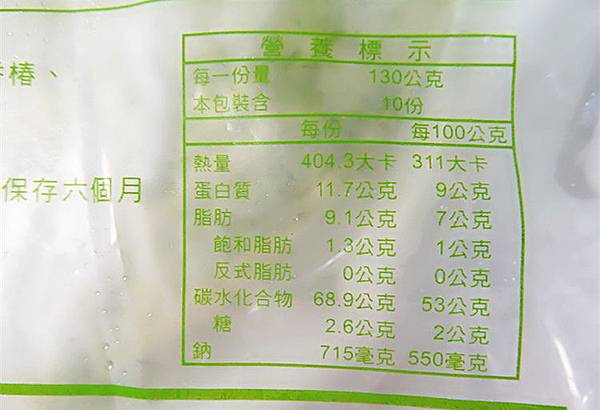 營養標示
每一份量 130公克
本包裝含 10份
每份 每100公克
熱量 404.3大卡 311大卡
蛋白質 11.7公克 9公克
脂肪 9.1公克 7公克
飽和脂肪 1.3公克 1公克
反式脂肪 0公克 0公克
碳水化合物 68.9公克 53公克
糖 2.6公克 2公克
鈉 715毫克 550毫克
椿、
保存六個月